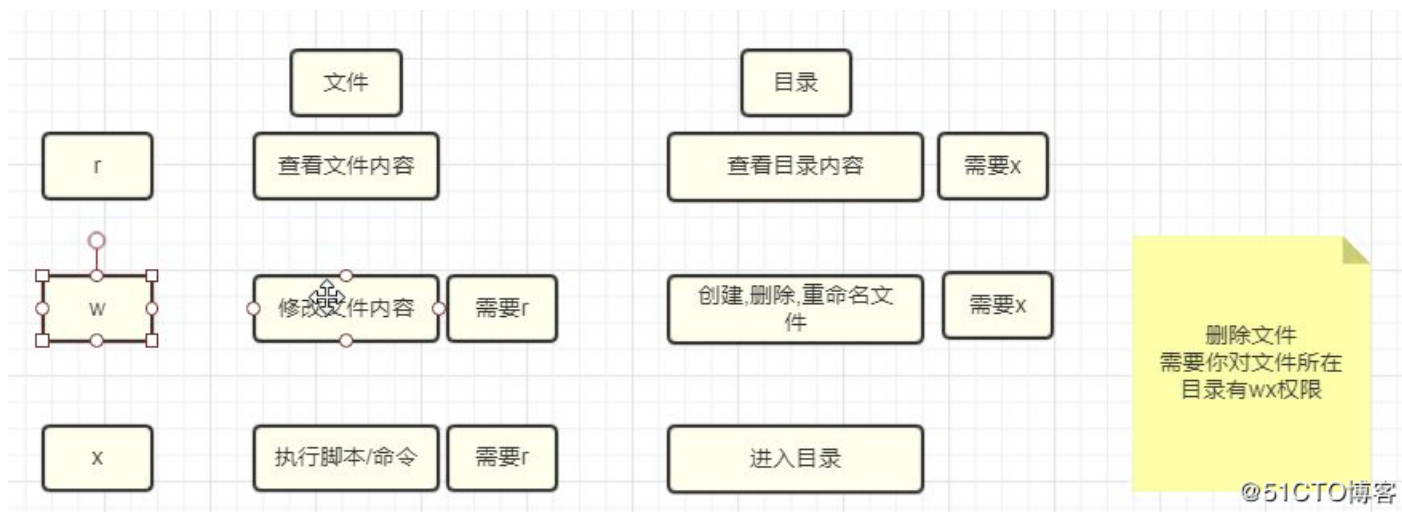 文件
目录
r
查看文件内容
查看目录内容
需要x
w
修改文件内容
需要r
创建,删除,重命名文
件
需要x
删除文件
需要你对文件所在
目录有wx权限
x
执行脚本/命令
需要r
进入目录
@51CTO博客